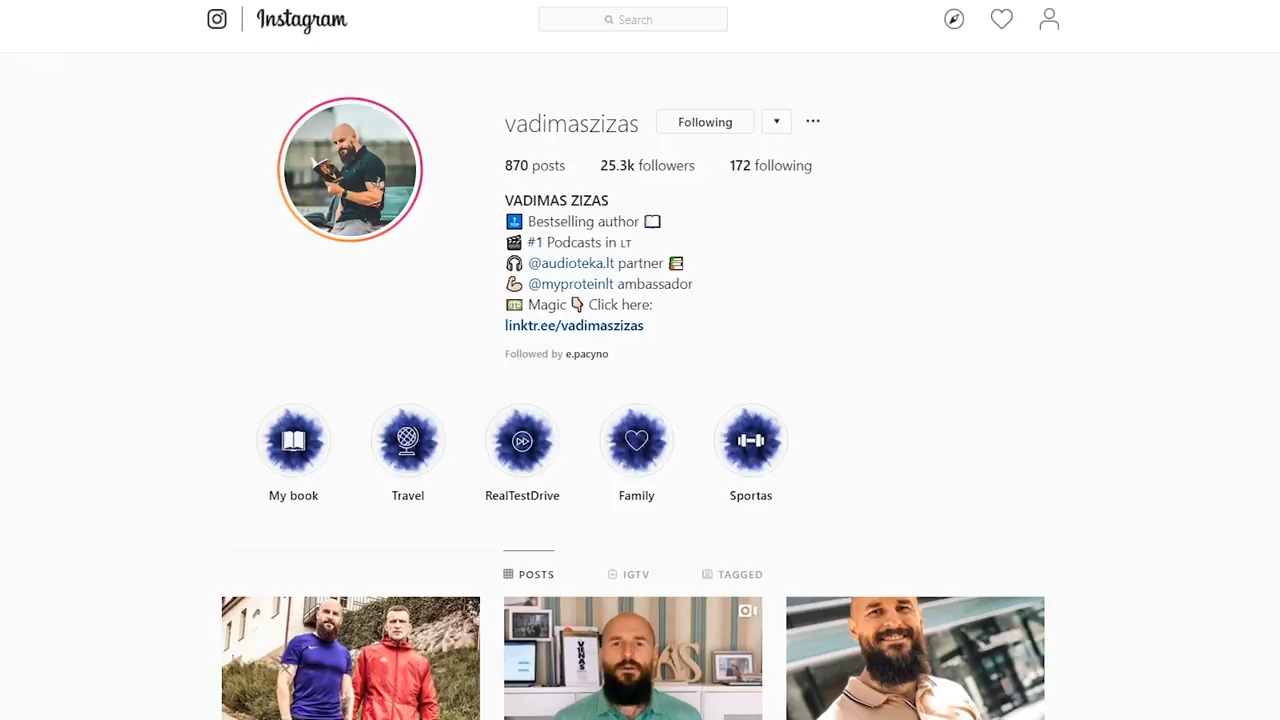 Instagram
Search
vadimaszizas Following
870 posts 25.3k followers 172 following
VADIMAS ZIZAS
TOP Bestselling author
#1 Podcasts in LT
@audioteka.lt partner
@myproteinlt ambassador
Magic Click here:
linktr.ee/vadimaszizas
Followed by e.pacyno
My book Travel RealTestDrive Family Sportas
POSTS IGTV TAGGED
VIENAS